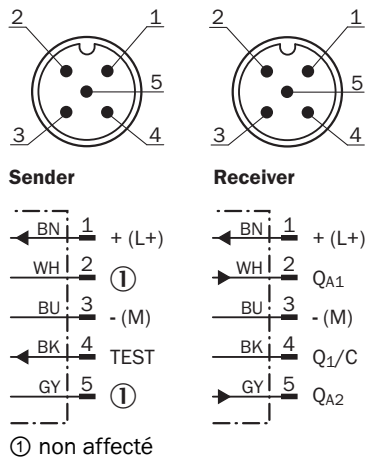 2 1 2 1
5 5
3 4 3 4
Sender Receiver
BN 1 + (L+) BN 1 + (L+)
WH 2 ① WH 2 QA1
BU 3 - (M) BU 3 - (M)
BK 4 TEST BK 4 Q1/C
GY 5 ① GY 5 QA2
① non affecté